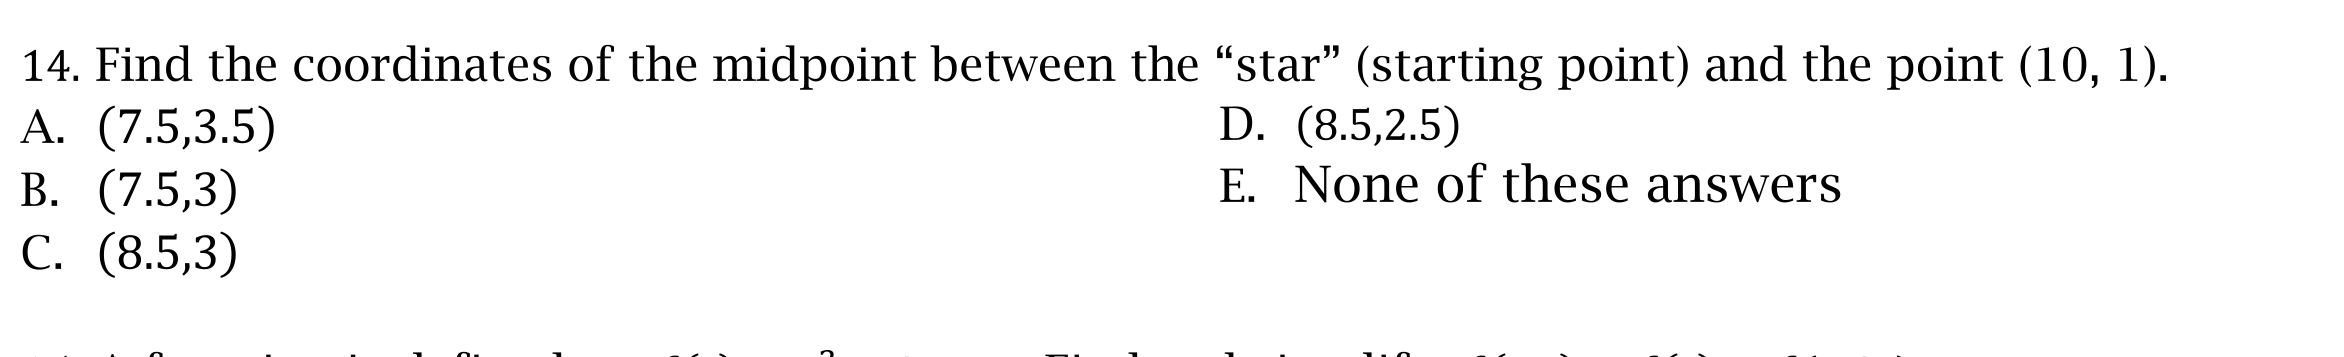 14. Find the coordinates of the midpoint between the “star” (starting point) and the point (10, 1).
A. (7.5,3.5)
B. (7.5,3)
C. (8.5,3)
D. (8.5,2.5)
E. None of these answers